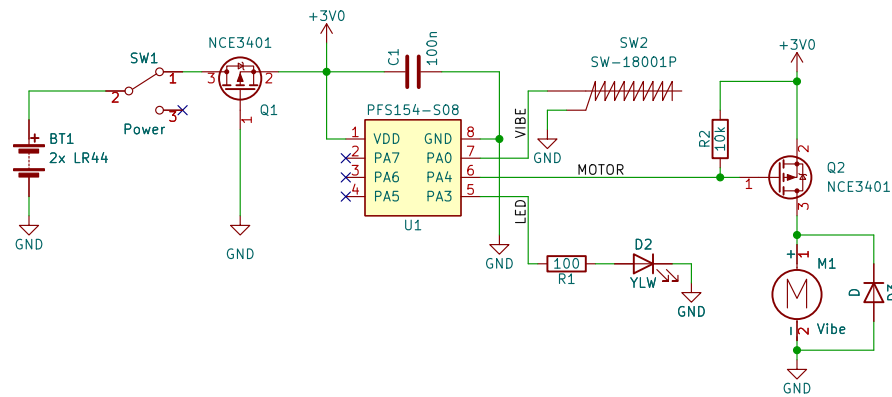 +3V0
NCE3401
SW1
1
2
3
Power
3
2
1
Q1
C1
100n
SW2
SW-18001P
GND
VIBE
PFS154-S08
1 VDD
2 PA7
3 PA6
4 PA5
GND 8
PA0 7
PA4 6
PA3 5
U1
BT1
2x LR44
+
GND
GND
GND
MOTOR
LED
100
R1
D2
YLW
GND
+3V0
R2
10k
1
2
3
Q2
NCE3401
+
1
M1
M
-
2
Vibe
D
GND